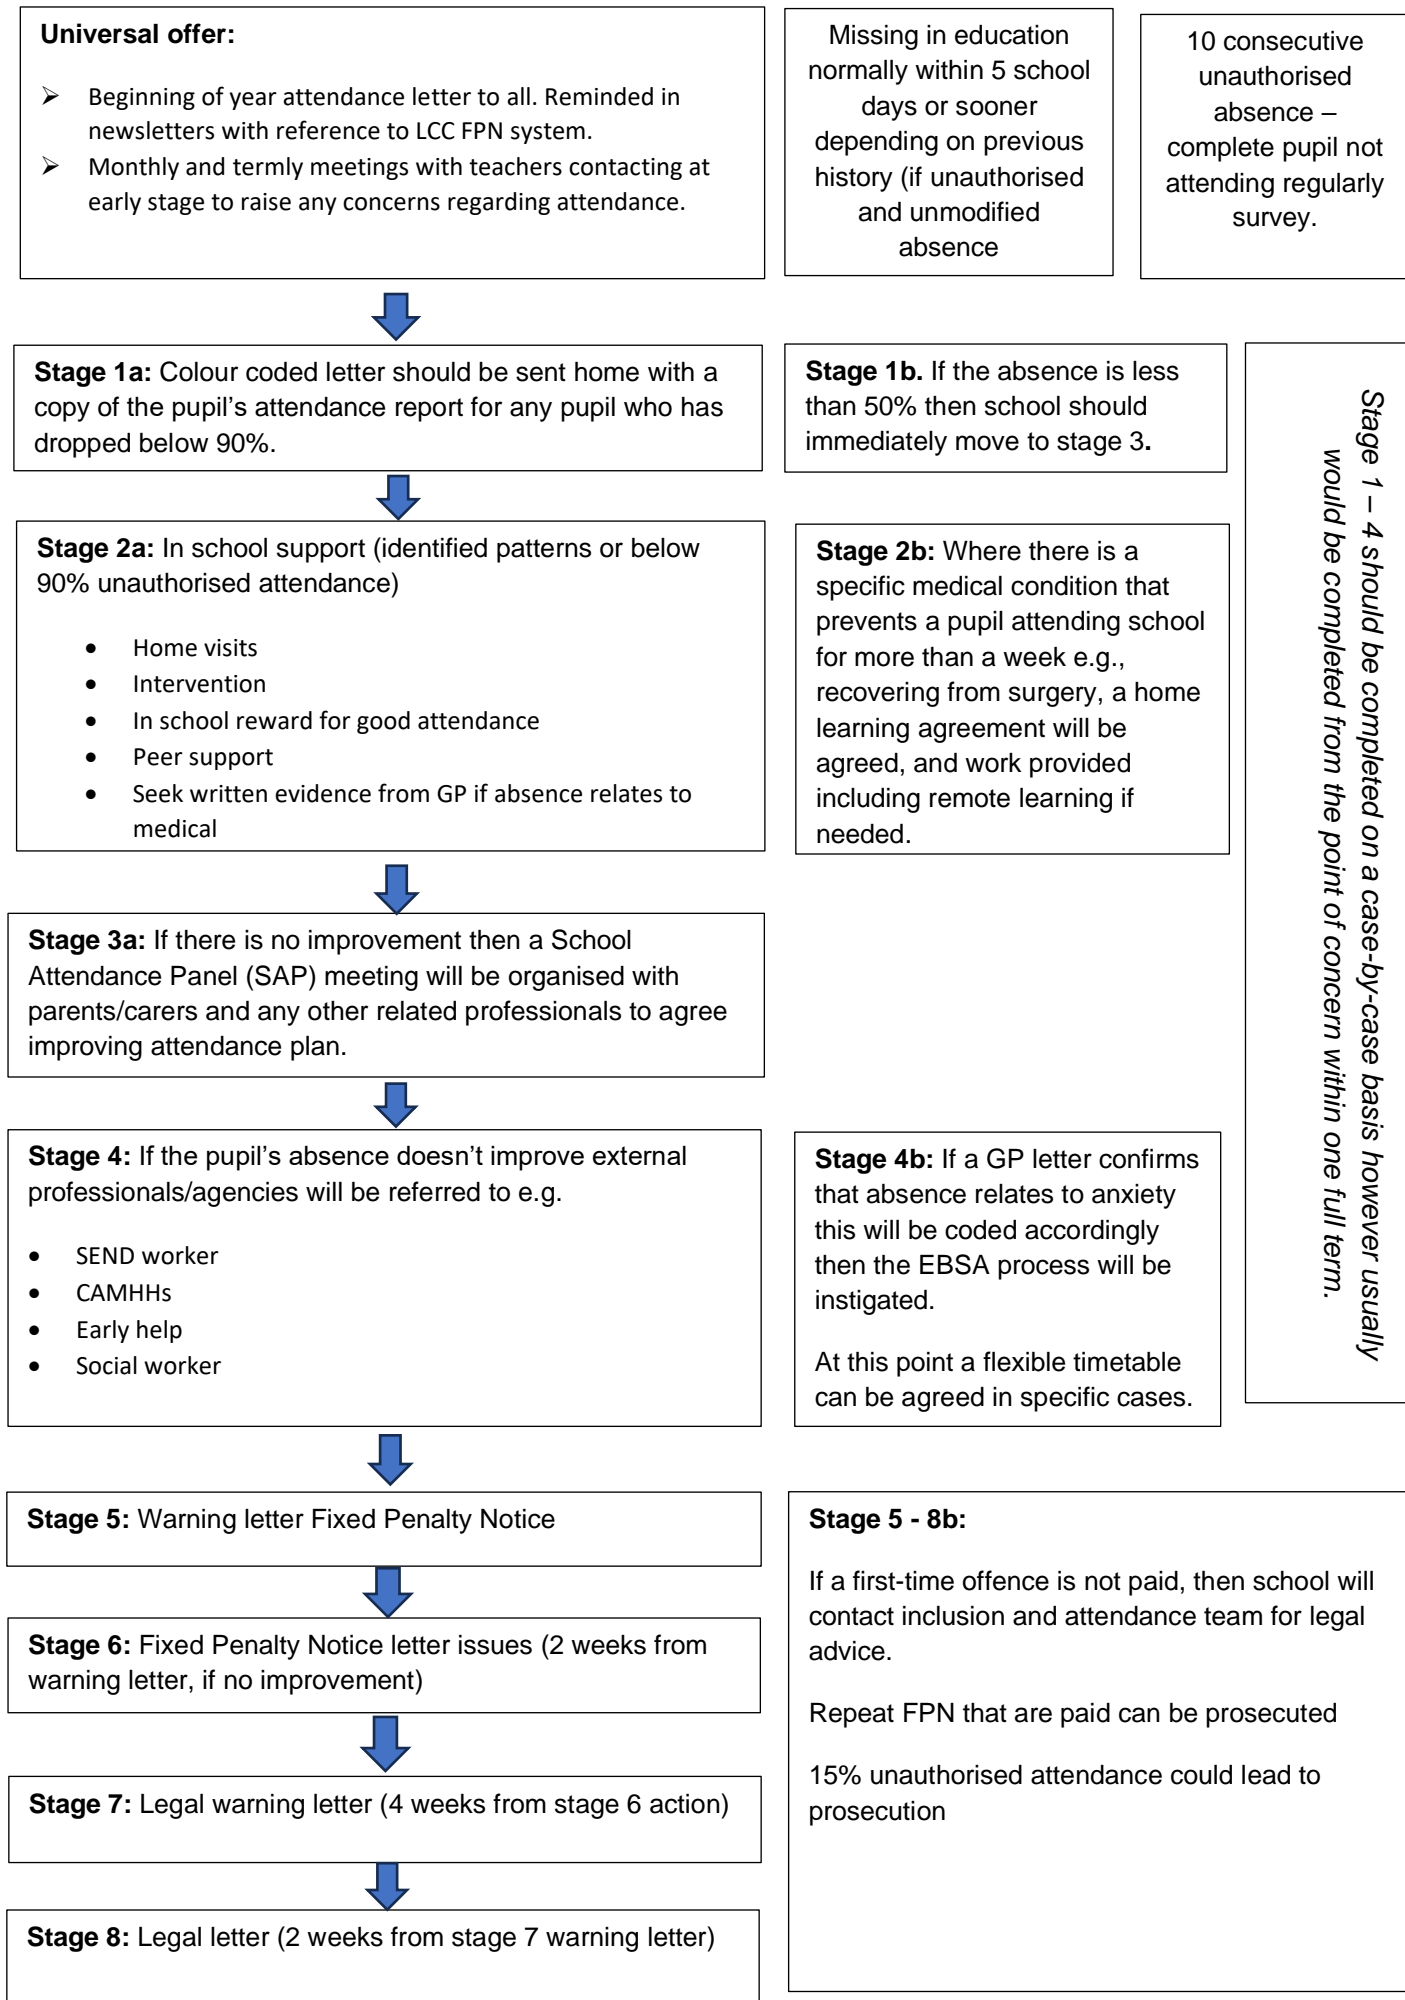 Universal offer:
➢ Beginning of year attendance letter to all. Reminded in
newsletters with reference to LCC FPN system.
➢ Monthly and termly meetings with teachers contacting at
early stage to raise any concerns regarding attendance.
Missing in education
normally within 5 school
days or sooner
depending on previous
history (if unauthorised
and unmodified
absence
10 consecutive
unauthorised
absence –
complete pupil not
attending regularly
survey.
Stage 1a: Colour coded letter should be sent home with a
copy of the pupil’s attendance report for any pupil who has
dropped below 90%.
Stage 1b. If the absence is less
than 50% then school should
immediately move to stage 3.
Stage 1 – 4 should be completed on a case-by-case basis however usually
would be completed from the point of concern within one full term.
Stage 2a: In school support (identified patterns or below
90% unauthorised attendance)
• Home visits
• Intervention
• In school reward for good attendance
• Peer support
• Seek written evidence from GP if absence relates to
medical
Stage 2b: Where there is a
specific medical condition that
prevents a pupil attending school
for more than a week e.g.,
recovering from surgery, a home
learning agreement will be
agreed, and work provided
including remote learning if
needed.
Stage 3a: If there is no improvement then a School
Attendance Panel (SAP) meeting will be organised with
parents/carers and any other related professionals to agree
improving attendance plan.
Stage 4: If the pupil’s absence doesn’t improve external
professionals/agencies will be referred to e.g.
• SEND worker
• CAMHHs
• Early help
• Social worker
Stage 4b: If a GP letter confirms
that absence relates to anxiety
this will be coded accordingly
then the EBSA process will be
instigated.
At this point a flexible timetable
can be agreed in specific cases.
Stage 5: Warning letter Fixed Penalty Notice
Stage 6: Fixed Penalty Notice letter issues (2 weeks from
warning letter, if no improvement)
Stage 7: Legal warning letter (4 weeks from stage 6 action)
Stage 8: Legal letter (2 weeks from stage 7 warning letter)
Stage 5 - 8b:
If a first-time offence is not paid, then school will
contact inclusion and attendance team for legal
advice.
Repeat FPN that are paid can be prosecuted
15% unauthorised attendance could lead to
prosecution